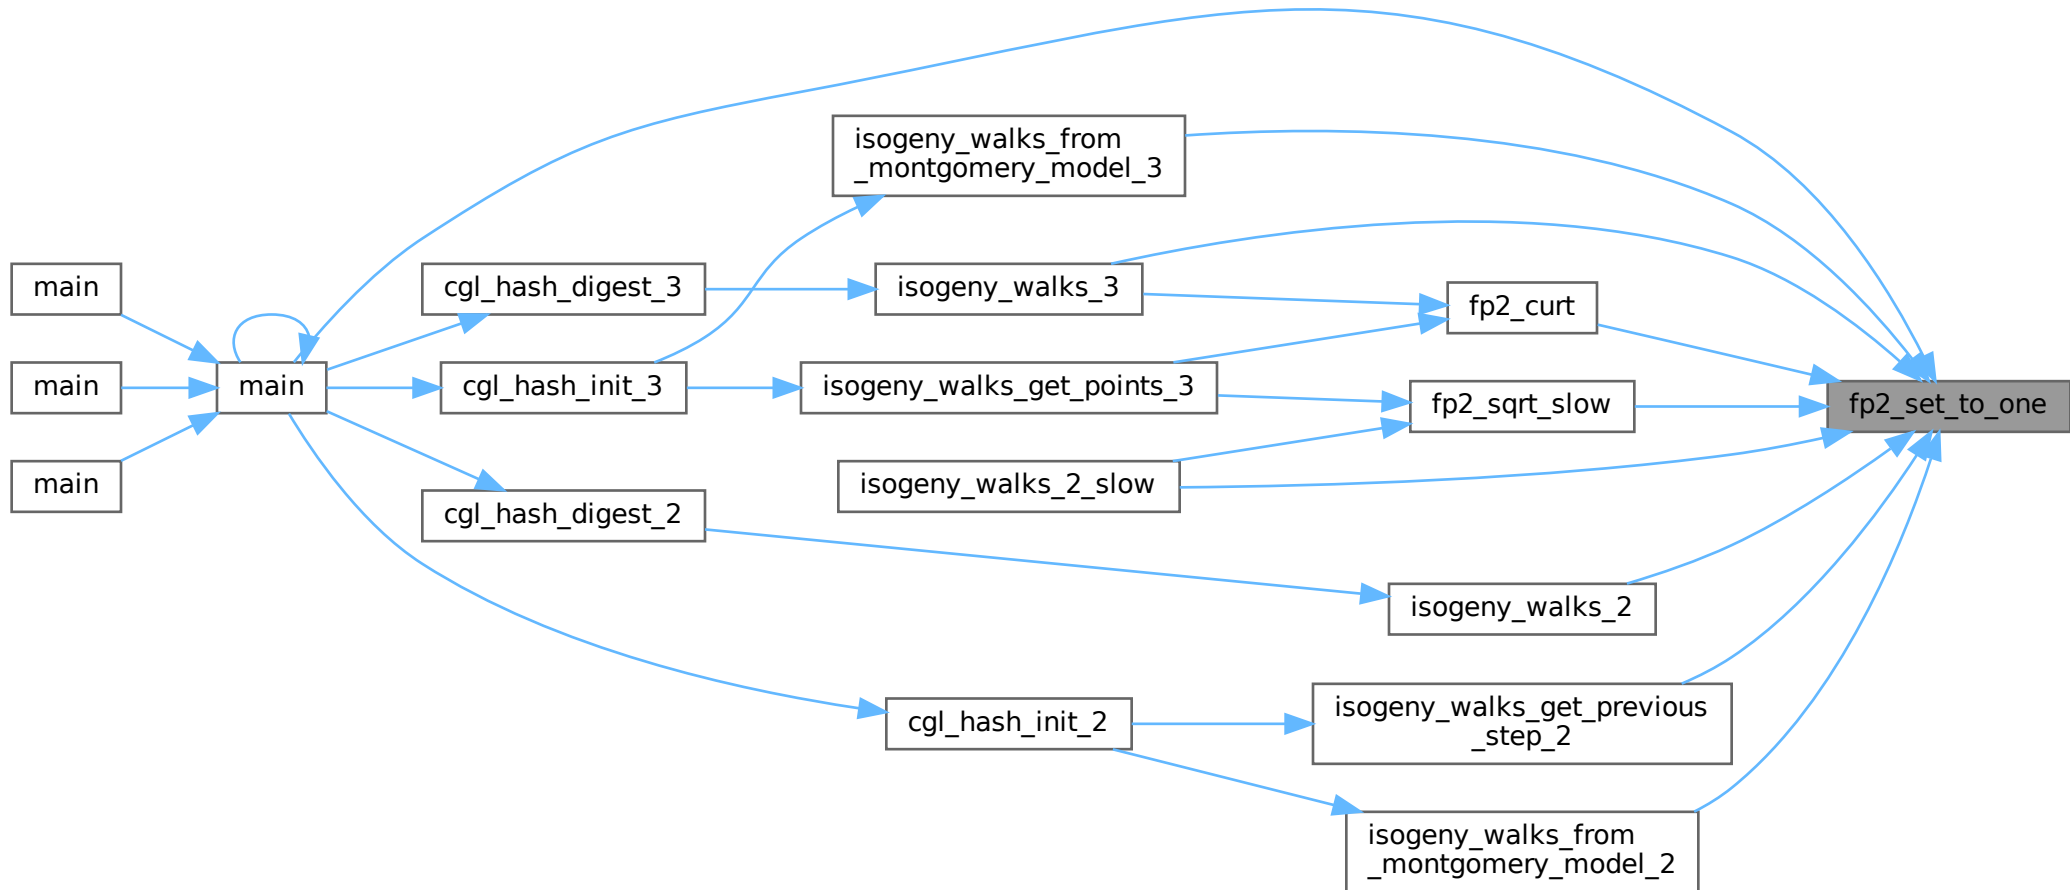 isogeny_walks_from
_montgomery_model_3
main
cgl_hash_digest_3
isogeny_walks_3
fp2_curt
main
main
cgl_hash_init_3
isogeny_walks_get_points_3
fp2_sqrt_slow
fp2_set_to_one
main
isogeny_walks_2_slow
cgl_hash_digest_2
isogeny_walks_2
cgl_hash_init_2
isogeny_walks_get_previous
_step_2
isogeny_walks_from
_montgomery_model_2